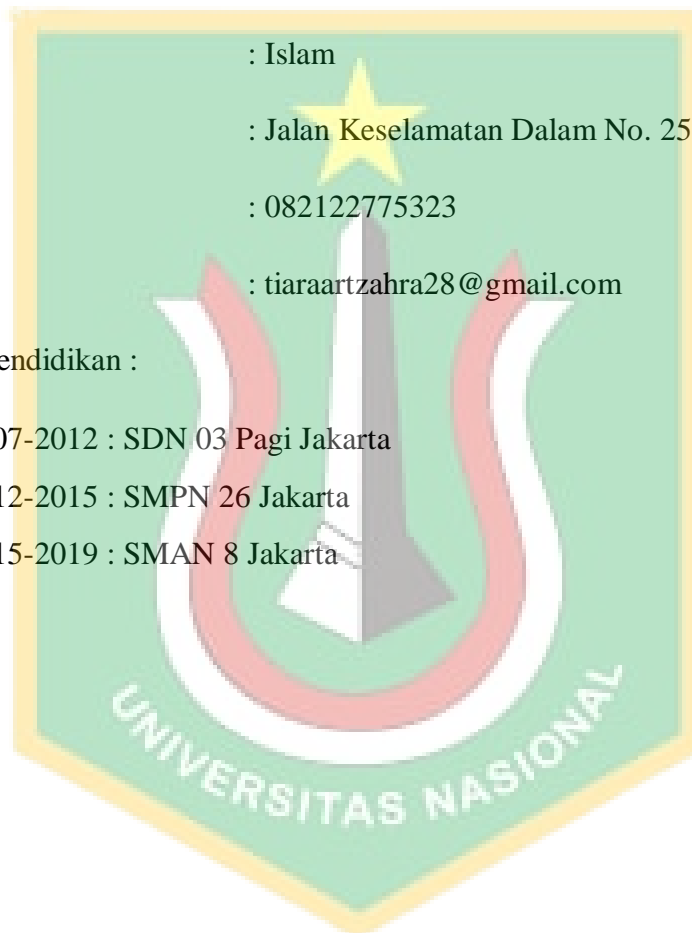 : Islam
: Jalan Keselamatan Dalam No. 25
: 082122775323
: tiaraartzahra28@gmail.com
endidikan :
07-2012 : SDN 03 Pagi Jakarta
12-2015 : SMPN 26 Jakarta
15-2019 : SMAN 8 Jakarta
UNIVERSITAS NASIONAL